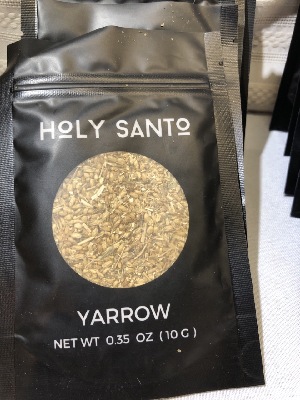 HOLY SANTO
YARROW
NET WT 0.35 OZ (10 G)